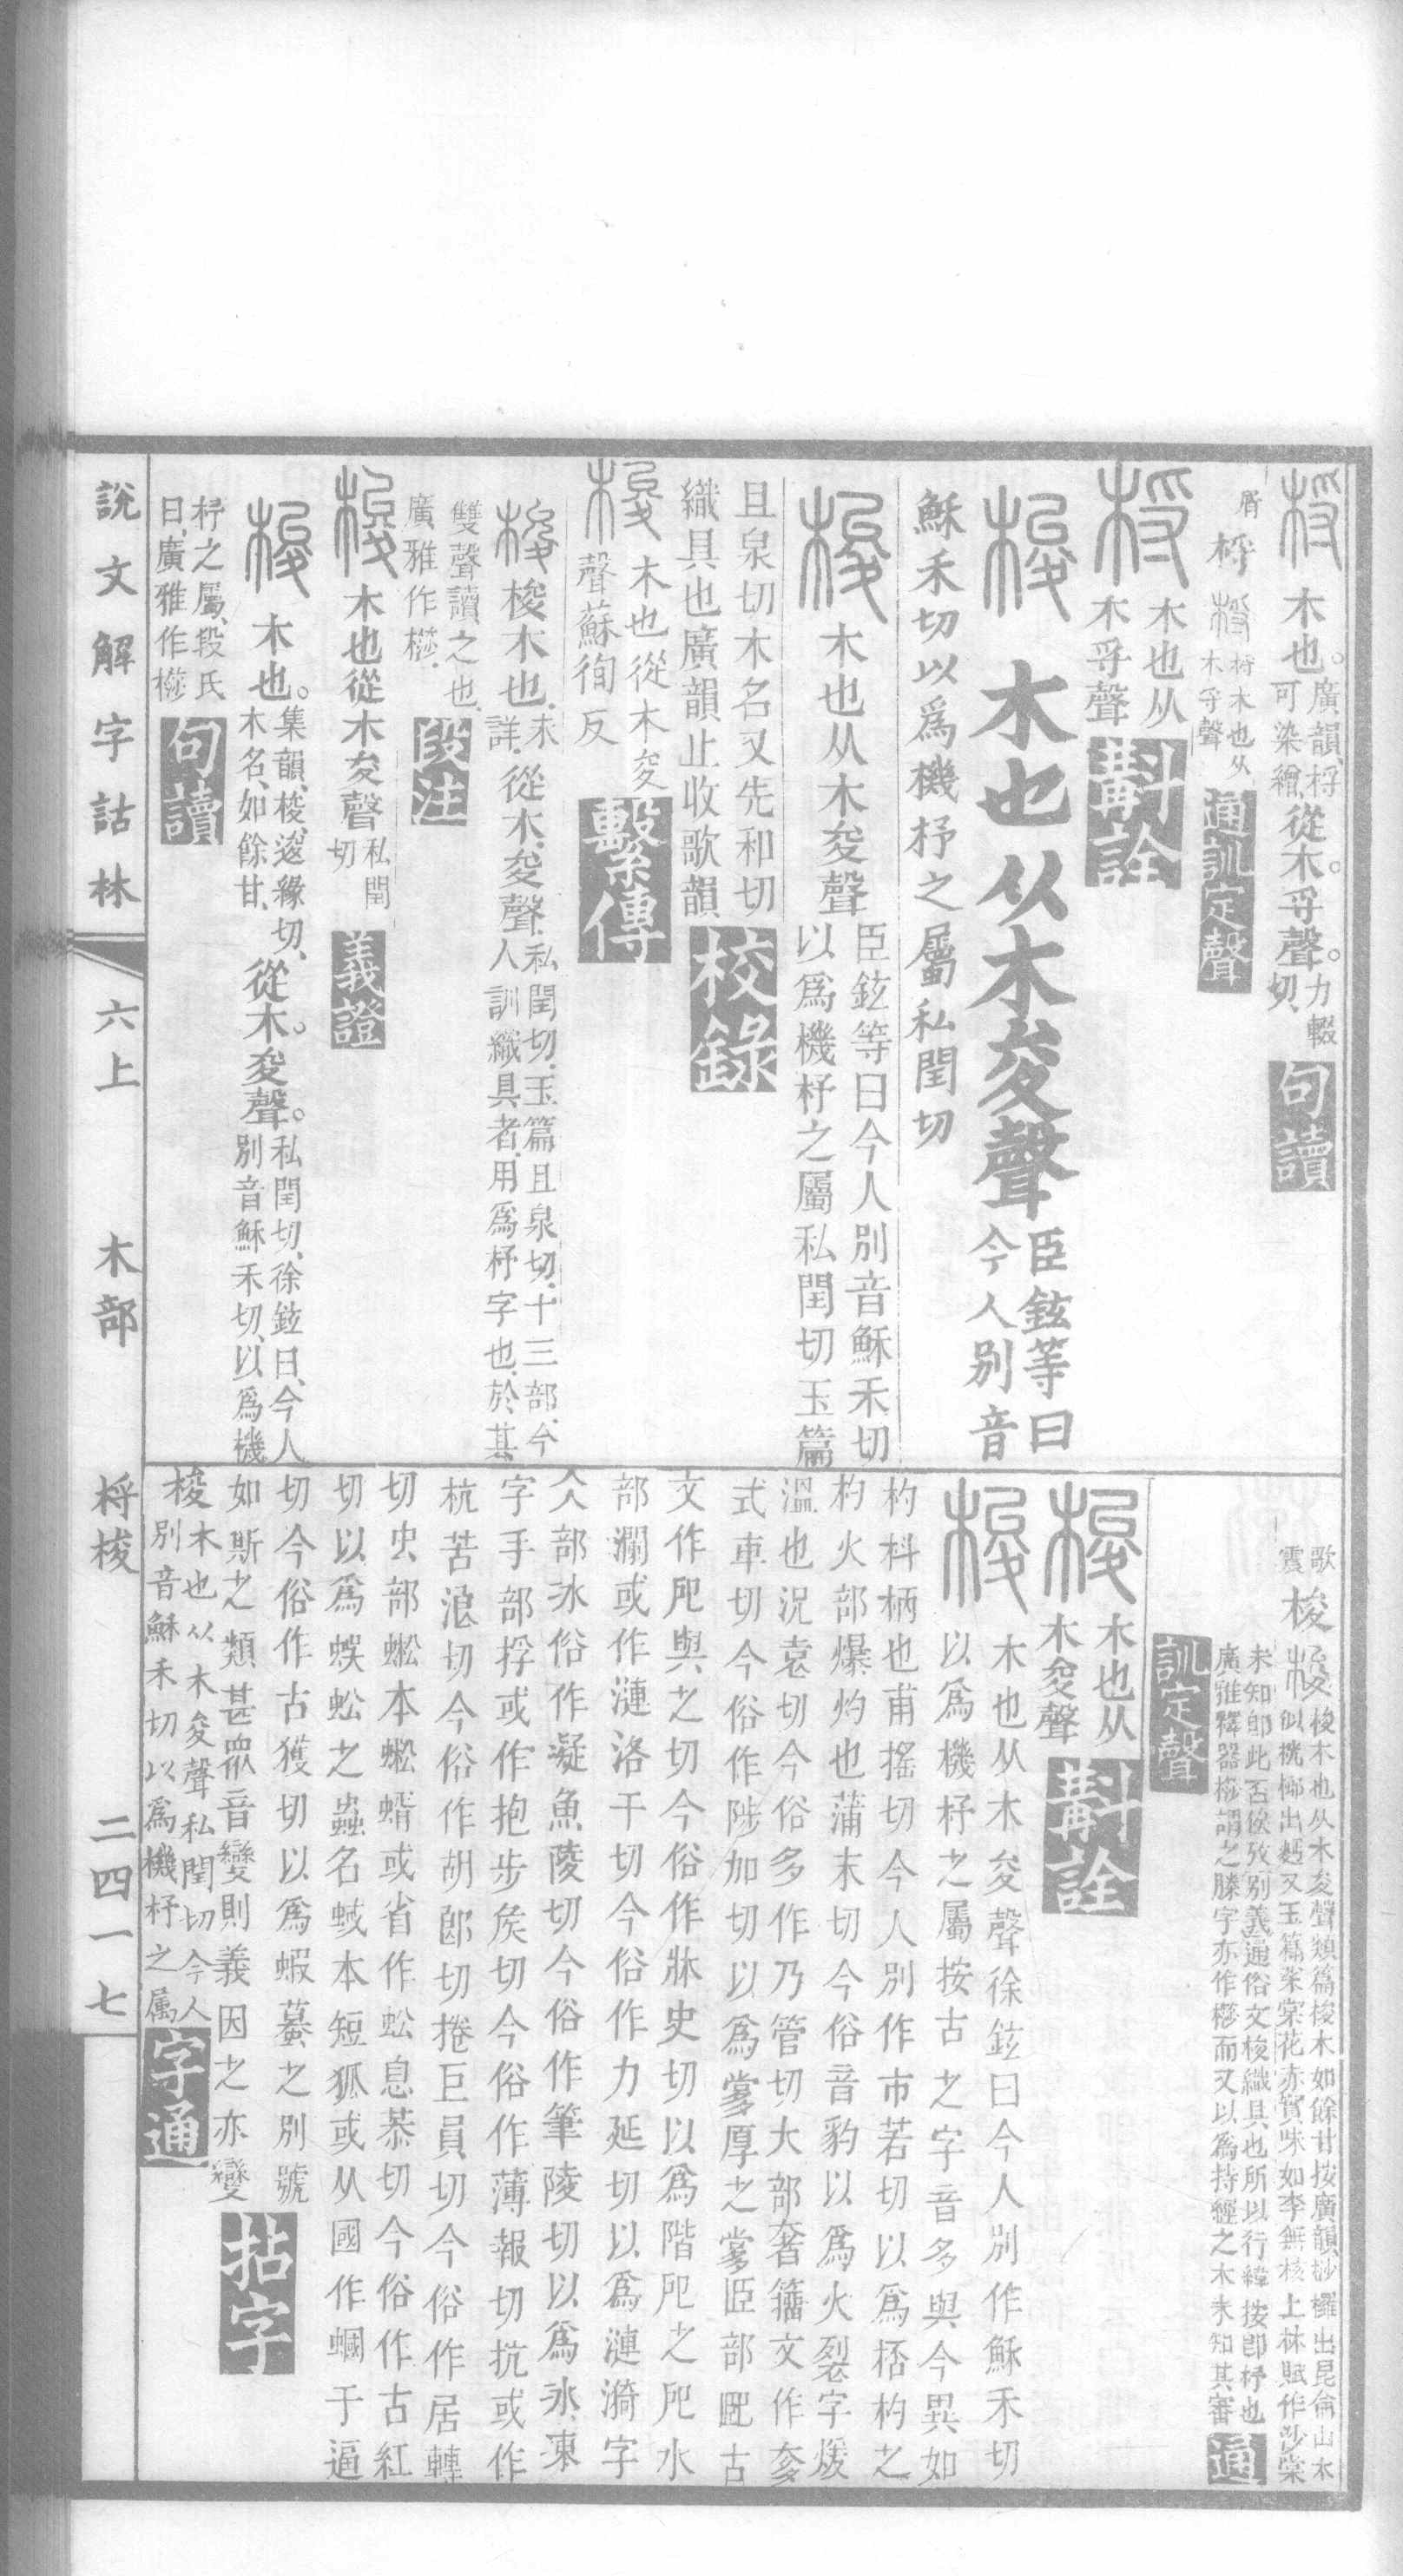 桴木也。廣韻、桴可染繒、從木。寽聲。力輟切、句讀
屑 桴 桴木也从木寽聲 通訓定聲
木也从木寽聲 斠詮
梭 木也从木夋聲 臣鉉等曰今人別音
穌禾切以爲機杼之屬私閏切
梭 木也从木夋聲 臣鉉等曰今人別音穌禾切以爲機杼之屬私閏切玉篇
且泉切木名又先和切織具也廣韻止收歌韻 校錄
梭 木也從木夋聲蘇徇反 繫傳
梭 梭木也.未詳.從木.夋聲.私閏切.玉篇且泉切.十三部.今人訓織具者.用爲杼字也.於其
雙聲讀之也.廣雅作㯐. 段注
梭 木也從木夋聲 私閏切 義證
梭 木也。集韻、梭、逡緣切、木名、如餘甘、從木。夋聲。私閏切、徐鉉曰、今人別音穌禾切、以爲機
杼之屬、段氏曰、廣雅作㯐 句讀
歌雲 梭 梭木也从木夋聲類篇梭木如餘甘按廣韻桫欏出昆侖山木似桄榔出趙又玉篇棃棠花赤實味如李無核上林賦作沙棠
未知卽此否俟攷別義通俗文梭織具也所以行緯按卽杼也廣雅釋器㯐謂之縢字亦作㯐而又以爲持經之木未知其審 通
訓定聲
梭 木也从木夋聲 斠詮
梭 木也从木夋聲徐鉉曰今人別作穌禾切
以爲機杼之屬按古之字音多與今異如
杓枓柄也甫搖切今人別作市若切以爲桮杓之
杓火部爆灼也蒲木切今俗音豹以爲火裂字煖
溫也況袁切今俗多作乃管切大部奢籒文作奓
式車切今俗作陟加切以爲奲厚之奲臣部巸古
文作戺與之切今俗作牀史切以爲階戺之戺水
部瀾或作漣洛干切今俗作力延切以爲漣漪字
仌部冰俗作凝魚陵切今俗作筆陵切以爲冰凍
字手部捊或作抱步矦切今俗作薄報切抗或作
杭苦浪切今俗作胡郎切捲巨員切今俗作居轉
切虫部蜙本蜙蝑或省作蚣息恭切今俗作古紅
切以爲蜈蚣之蟲名蜮本短狐或从國作蟈于逼
切今俗作古獲切以爲蝦蟇之別號
如斯之類甚眾音變則義因之亦變 拈字
梭 木也从木夋聲私閏切今人別音穌禾切以爲機杼之屬 字通
說文解字詁林 六上 木部 桴梭 二四一七